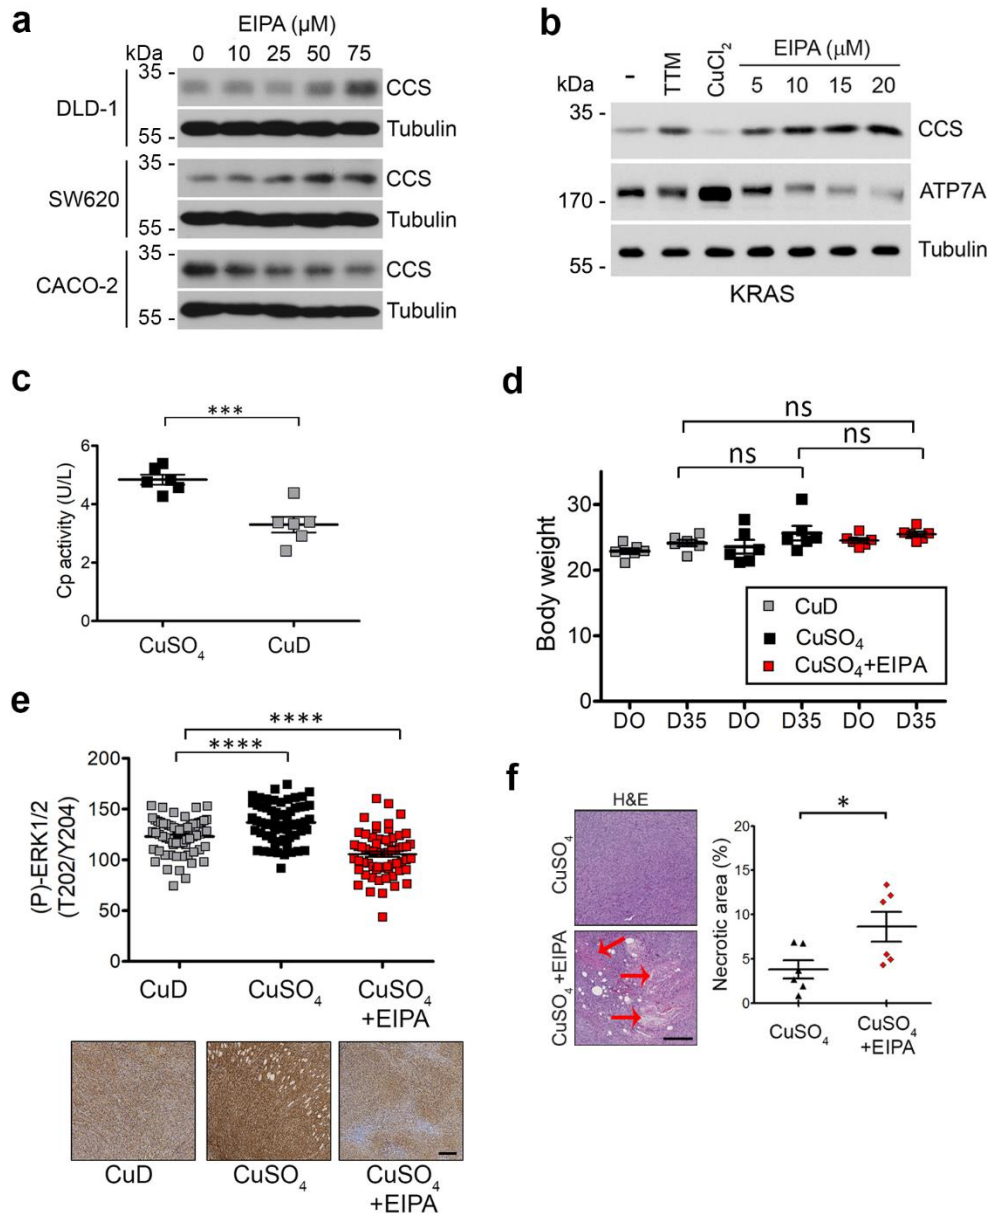 a
EIPA (µM)
kDa 0 10 25 50 75
DLD-1
35 -
CCS
55 -
Tubulin
SW620
35 -
CCS
55 -
Tubulin
CACO-2
35 -
CCS
55 -
Tubulin
b
kDa - TTM CuCl₂ EIPA (µM)
5 10 15 20
35 -
CCS
170 -
ATP7A
55 -
Tubulin
KRAS
c
***
Cp activity (U/L)
6
4
2
0
CuSO₄ CuD
d
ns
ns
ns
Body weight
30
20
10
0
CuD
CuSO₄
CuSO₄+EIPA
DO D35 DO D35 DO D35
e
****
****
(P)-ERK1/2
(T202/Y204)
200
150
100
50
0
CuD CuSO₄ CuSO₄
+EIPA
CuD CuSO₄ CuSO₄
+EIPA
f
H&E
CuSO₄
CuSO₄+EIPA
*
Necrotic area (%)
20
15
10
5
0
CuSO₄ CuSO₄
+EIPA